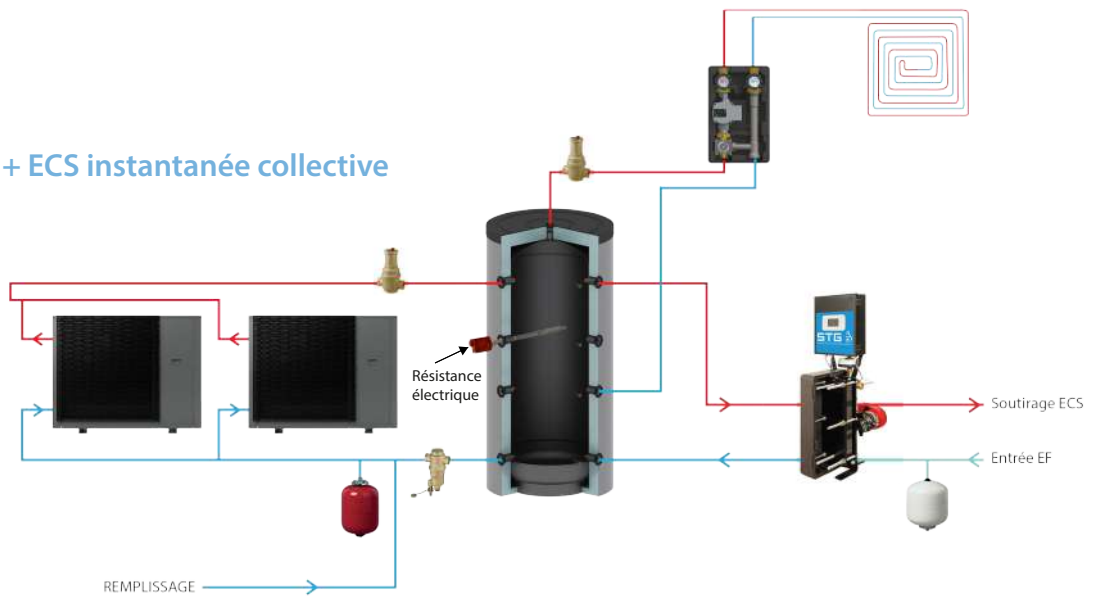 + ECS instantanée collective
Résistance
électrique
STG
Soutirage ECS
Entrée EF
REMPLISSAGE